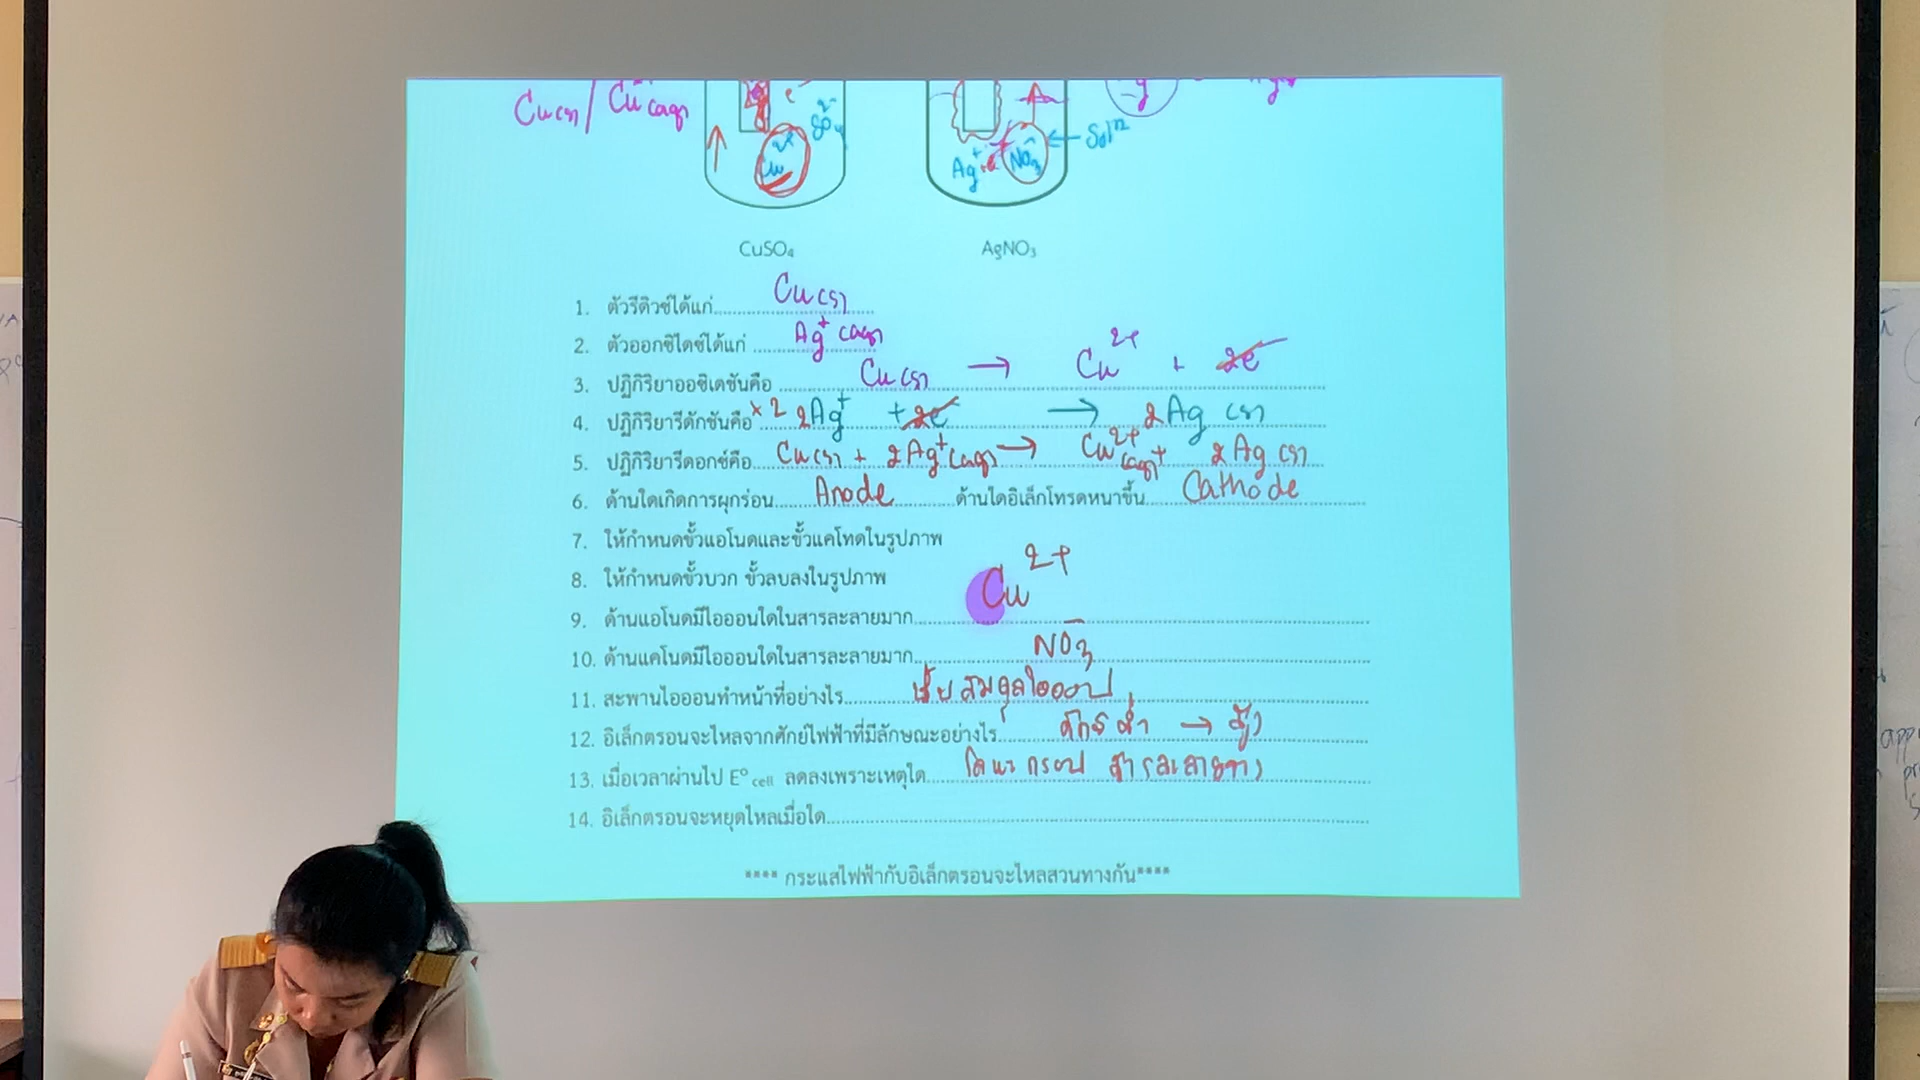 Cu(s) / Cu²⁺(aq)
SO₄²⁻
Cu²⁺
Ag⁺
NO₃⁻
Solⁿ
CuSO₄ AgNO₃
1. ตัวรีดิวซ์ได้แก่ Cu(s)
2. ตัวออกซิไดซ์ได้แก่ Ag⁺(aq)
3. ปฏิกิริยาออซิเดชันคือ Cu(s) → Cu²⁺ + 2e⁻
4. ปฏิกิริยารีดักชันคือ ×2 2Ag⁺ + 2e⁻ → 2Ag (s)
5. ปฏิกิริยารีดอกซ์คือ Cu(s) + 2Ag⁺(aq) → Cu²⁺(aq) + 2Ag (s)
6. ด้านใดเกิดการผุกร่อน Anode ด้านใดอิเล็กโทรดหนาขึ้น Cathode
7. ให้กำหนดขั้วแอโนดและขั้วแคโทดในรูปภาพ
8. ให้กำหนดขั้วบวก ขั้วลบลงในรูปภาพ
9. ด้านแอโนดมีไอออนใดในสารละลายมาก Cu²⁺
10. ด้านแคโนดมีไอออนใดในสารละลายมาก NO₃⁻
11. สะพานไอออนทำหน้าที่อย่างไร สมดุลไอออน
12. อิเล็กตรอนจะไหลจากศักย์ไฟฟ้าที่มีลักษณะอย่างไร ศักย์ต่ำ → สูง
13. เมื่อเวลาผ่านไป E°cell ลดลงเพราะเหตุใด
14. อิเล็กตรอนจะหยุดไหลเมื่อใด
**** กระแสไฟฟ้ากับอิเล็กตรอนจะไหลสวนทางกัน****